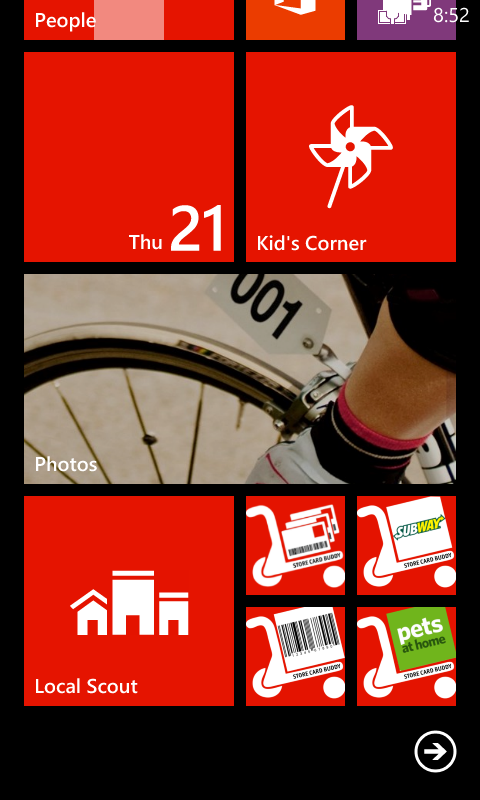 People
8:52
Thu 21
Kid's Corner
001
Photos
STORE CARD BUDDY
SUBWAY
STORE CARD BUDDY
Local Scout
STORE CARD BUDDY
pets
at home
STORE CARD BUDDY